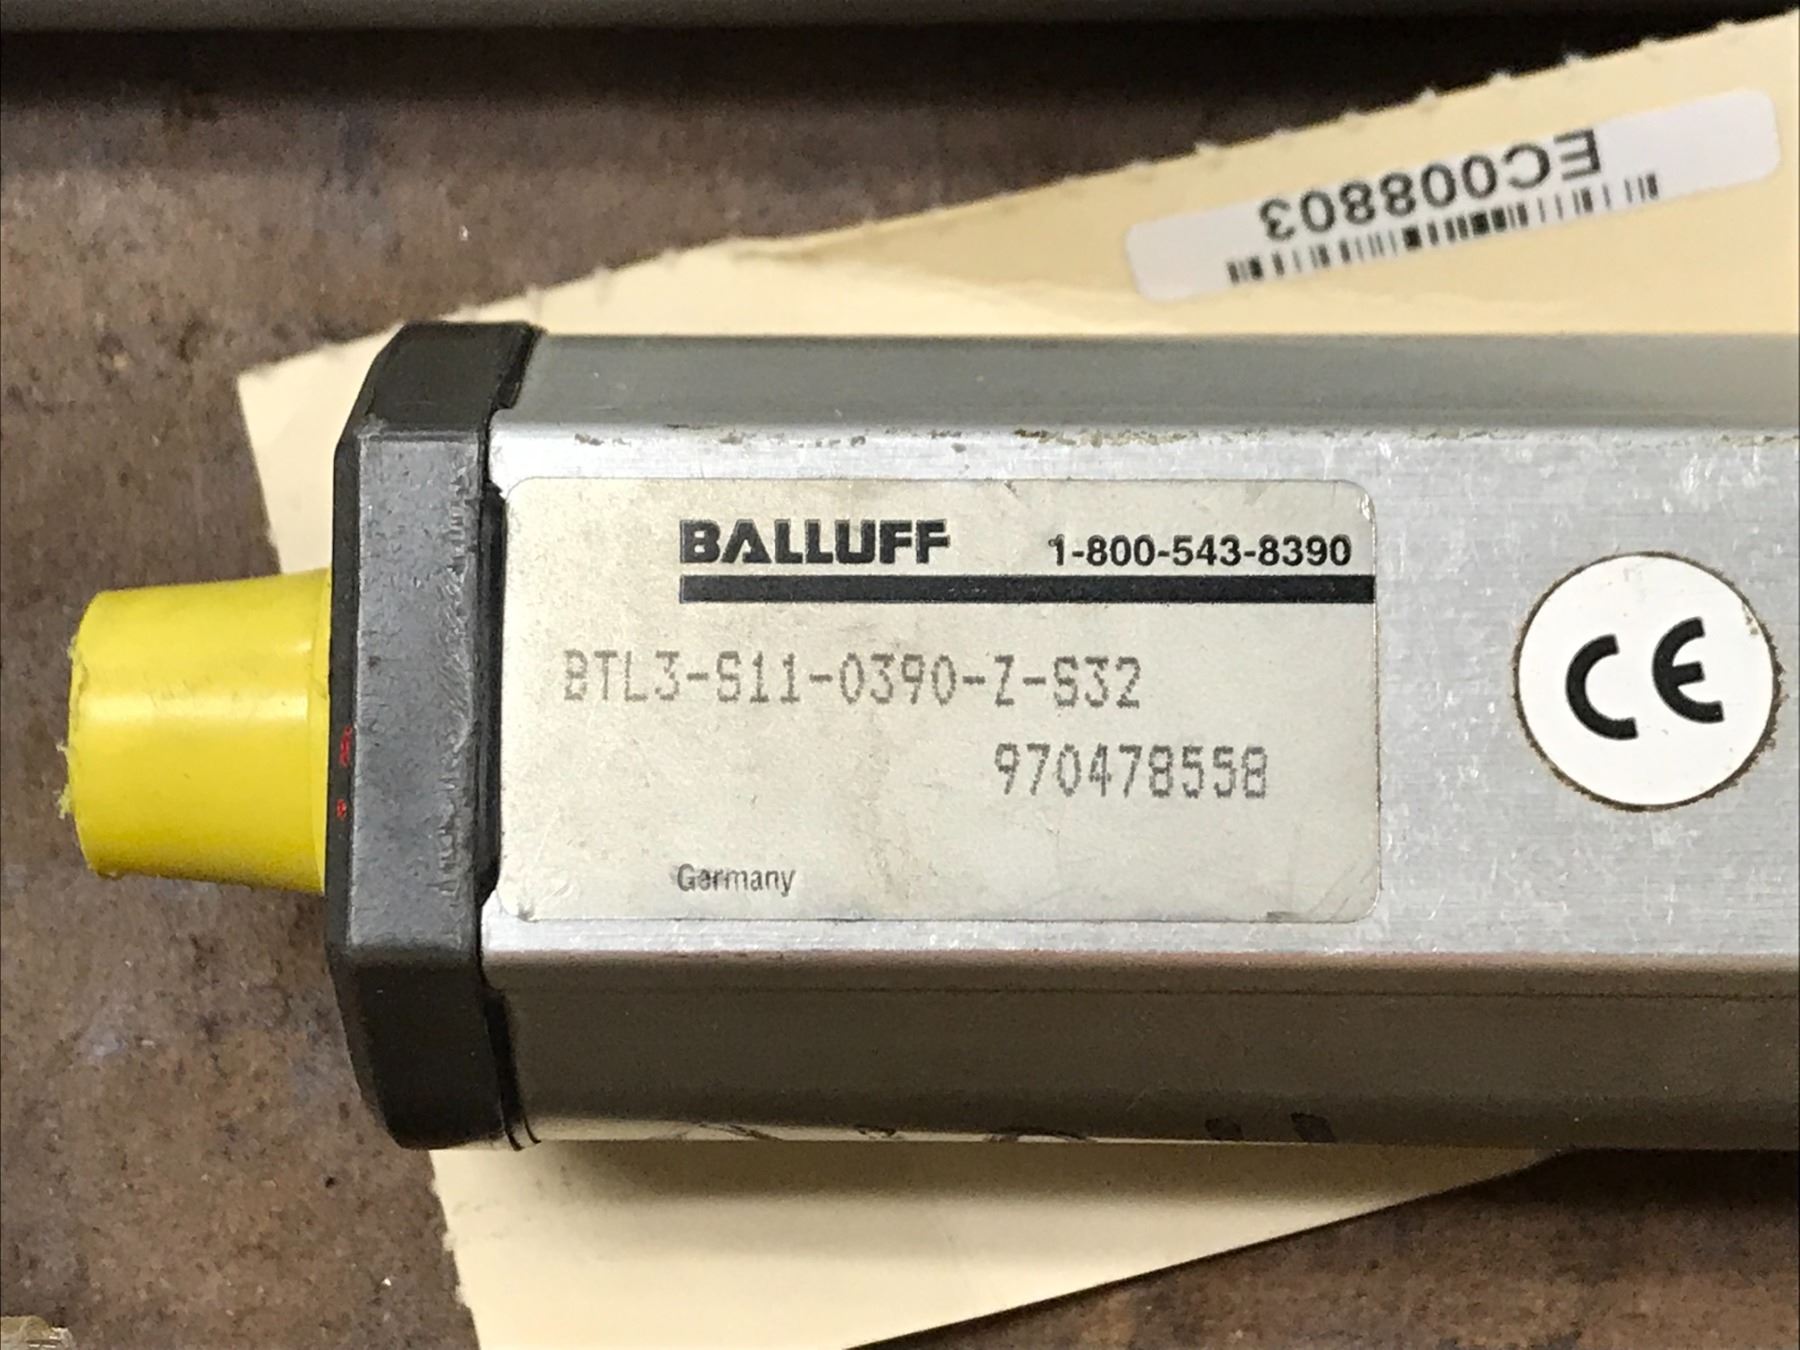 EC008803
BALLUFF 1-800-543-8390
BTL3-S11-0390-Z-S32
970478558
Germany
CE